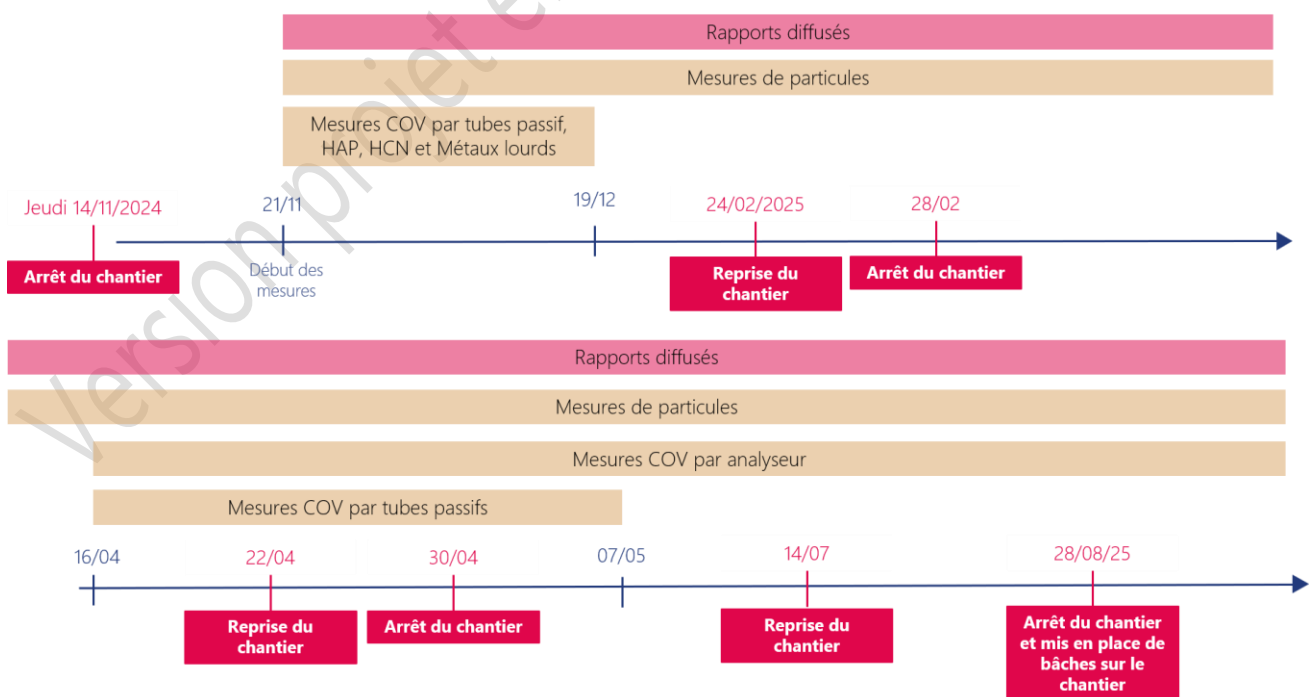 Rapports diffusés
Mesures de particules
Mesures COV par tubes passif,
HAP, HCN et Métaux lourds
Jeudi 14/11/2024
21/11
19/12
24/02/2025
28/02
Arrêt du chantier
Début des
mesures
Reprise du
chantier
Arrêt du chantier
Rapports diffusés
Mesures de particules
Mesures COV par analyseur
Mesures COV par tubes passifs
16/04
22/04
30/04
07/05
14/07
28/08/25
Reprise du
chantier
Arrêt du chantier
Reprise du
chantier
Arrêt du chantier
et mis en place de
bâches sur le
chantier
Version projet